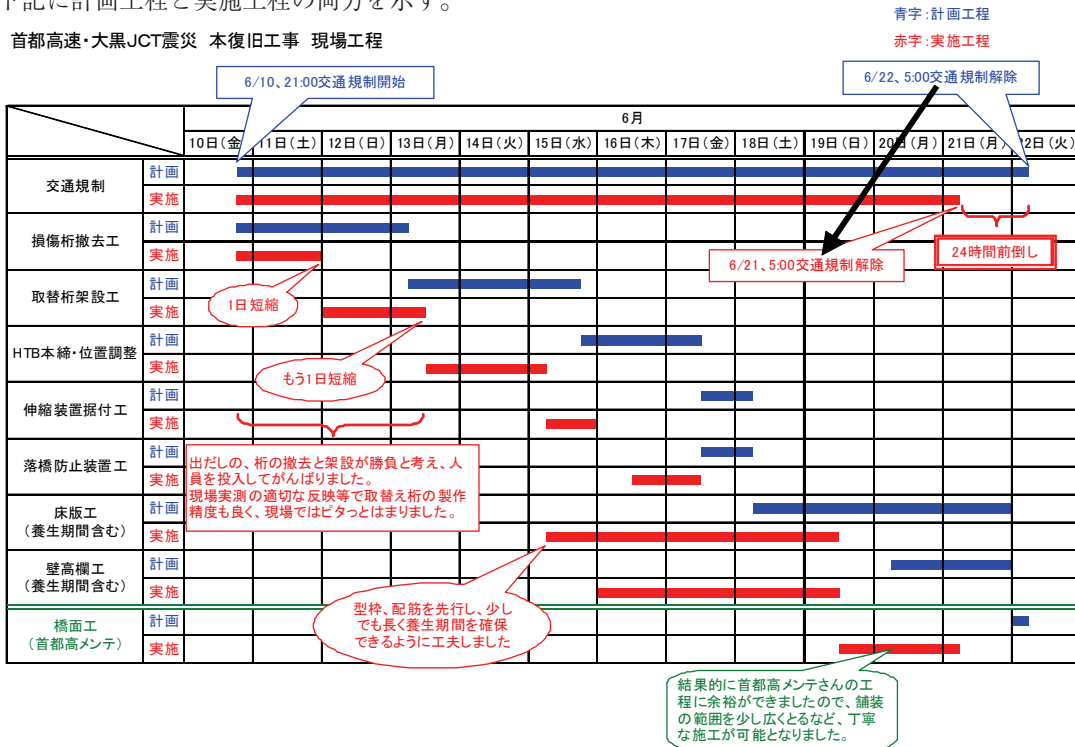 下記に計画工程と実施工程の両方を示す。
青字:計画工程
首都高速・大黒JCT震災 本復旧工事 現場工程
赤字:実施工程
6/10、21:00交通規制開始
6/22、5:00交通規制解除
6月
10日(金 11日(土) 12日(日) 13日(月) 14日(火) 15日(水) 16日(木) 17日(金) 18日(土) 19日(日) 20日(月) 21日(月) 22日(火)
交通規制
計画
実施
損傷桁撤去工
計画
実施
6/21、5:00交通規制解除
24時間前倒し
取替桁架設工
計画
実施
1日短縮
HTB本締・位置調整
計画
実施
もう1日短縮
伸縮装置据付工
計画
実施
落橋防止装置工
計画
実施
出だしの、桁の撤去と架設が勝負と考え、人
員を投入してがんばりました。
現場実測の適切な反映等で取替え桁の製作
精度も良く、現場ではピタっとはまりました。
床版工
(養生期間含む)
計画
実施
壁高欄工
(養生期間含む)
計画
実施
型枠、配筋を先行し、少し
でも長く養生期間を確保
できるように工夫しました
橋面工
(首都高メンテ)
計画
実施
結果的に首都高メンテさんの工
程に余裕ができましたので、舗装
の範囲を少し広くとるなど、丁寧
な施工が可能となりました。